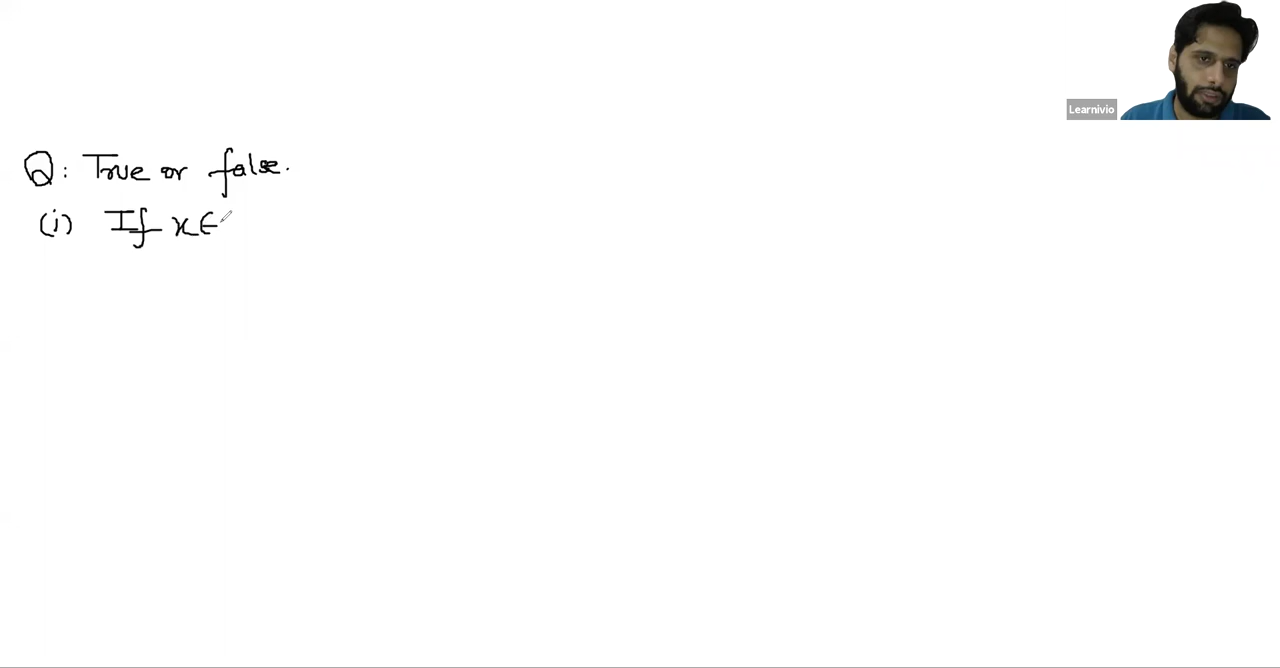 Learnivio
Q: True or false.
(i) If x∈